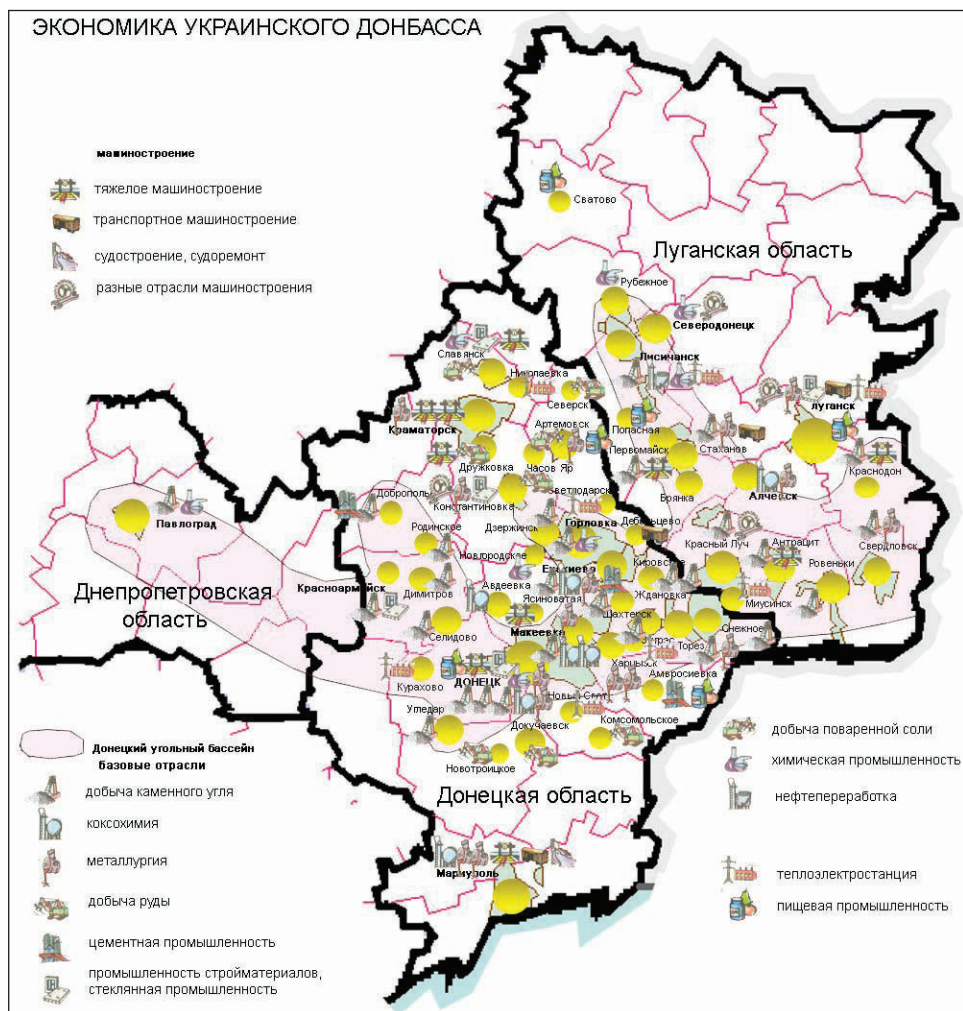 ЭКОНОМИКА УКРАИНСКОГО ДОНБАССА
машиностроение
тяжелое машиностроение
транспортное машиностроение
судостроение, судоремонт
разные отрасли машиностроения
Сватово
Луганская область
Рубежное
Северодонецк
Лисичанск
Славянск
Николаевка
Северск
Краматорск
Артемовск
Попасная
луганск
Первомайск
Стаханов
Дружковка
Часов Яр
Краснодон
Брянка
Алчевск
Доброполь
Константиновка
Павлоград
Родинское
Дзержинск
Горловка
Красный Луч
Антрацит
Свердловск
Новгородское
Кировское
Ровеньки
Красноармейск
Димитров
Авдеевка
Ясиноватая
Ждановка
Миусинск
Днепропетровская
область
Шахтерск
Селидово
Макеевка
Снежное
Торез
Харцызск
Амвросиевка
Курахово
ДОНЕЦК
Угледар
Докучаевск
Комсомольское
Новотроицкое
Донецкая область
Мариуполь
Донецкий угольный бассейн
базовые отрасли
добыча каменного угля
коксохимия
металлургия
добыча руды
цементная промышленность
промышленность стройматериалов,
стеклянная промышленность
добыча поваренной соли
химическая промышленность
нефтепереработка
теплоэлектростанция
пищевая промышленность